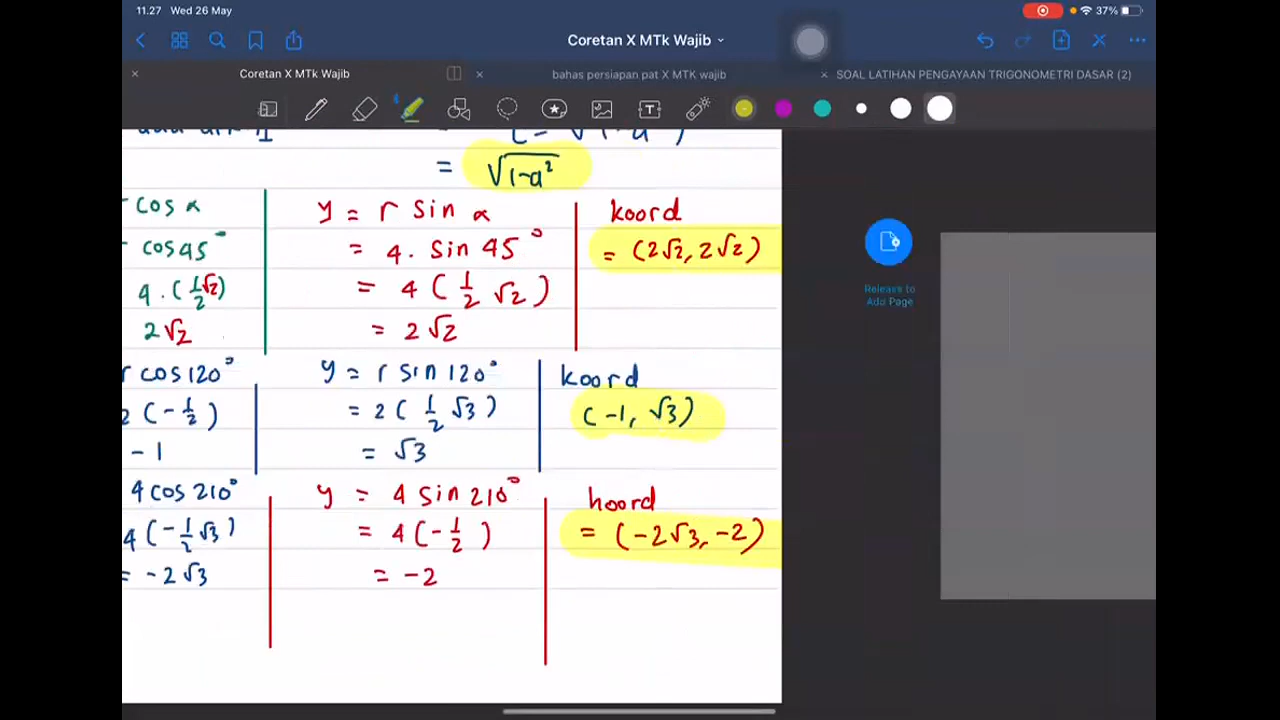 11.27 Wed 26 May
37%
Coretan X MTk Wajib
Coretan X MTk Wajib
bahas persiapan pat X MTK wajib
SOAL LATIHAN PENGAYAAN TRIGONOMETRI DASAR (2)
= √1-a²
cos α
y = r sin α
koord
cos 45°
= 4. sin 45°
= (2√2, 2√2)
4 . (1/2 √2)
= 4 (1/2 √2)
2√2
= 2√2
r cos 120°
y = r sin 120°
koord
2 (-1/2)
= 2 (1/2 √3)
(-1, √3)
-1
= √3
4 cos 210°
y = 4 sin 210°
koord
4 (-1/2 √3)
= 4 (-1/2)
= (-2√3, -2)
= -2√3
= -2
Release to
Add Page